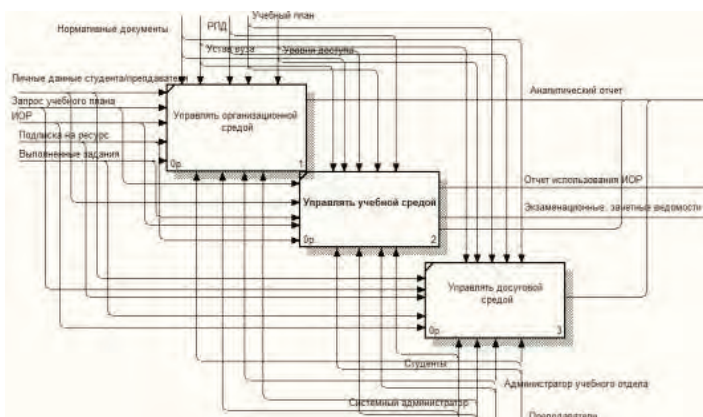 Учебный план
РПД
Нормативные документы
Устав вуза
Уровни доступа
Личные данные студента/преподавателя
Аналитический отчет
Запрос учебного плана
ИОР
Управлять организационной
средой
Подписка на ресурс
Выполненные задания
0р.
1
Отчет использования ИОР
Управлять учебной средой
Экзаменационные, зачетные ведомости
0р.
2
Управлять досуговой
средой
0р.
3
Студенты
Администратор учебного отдела
Системный администратор
Преподаватели